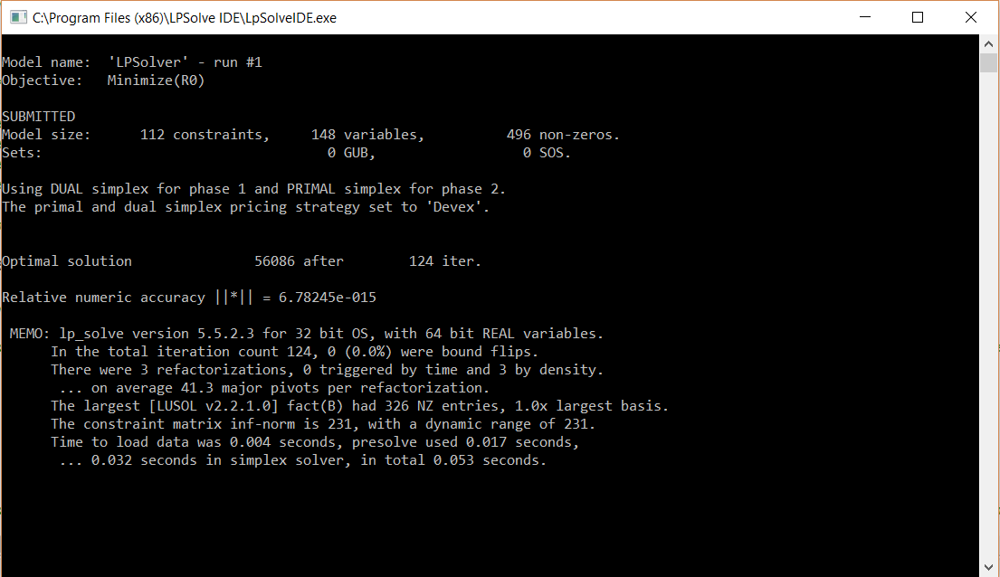 C:\Program Files (x86)\LPSolve IDE\LpSolveIDE.exe
Model name:  'LPSolver' - run #1
Objective:   Minimize(R0)
SUBMITTED
Model size:      112 constraints,     148 variables,          496 non-zeros.
Sets:                                   0 GUB,                  0 SOS.
Using DUAL simplex for phase 1 and PRIMAL simplex for phase 2.
The primal and dual simplex pricing strategy set to 'Devex'.
Optimal solution               56086 after        124 iter.
Relative numeric accuracy ||*|| = 6.78245e-015
MEMO: lp_solve version 5.5.2.3 for 32 bit OS, with 64 bit REAL variables.
In the total iteration count 124, 0 (0.0%) were bound flips.
There were 3 refactorizations, 0 triggered by time and 3 by density.
... on average 41.3 major pivots per refactorization.
The largest [LUSOL v2.2.1.0] fact(B) had 326 NZ entries, 1.0x largest basis.
The constraint matrix inf-norm is 231, with a dynamic range of 231.
Time to load data was 0.004 seconds, presolve used 0.017 seconds,
... 0.032 seconds in simplex solver, in total 0.053 seconds.